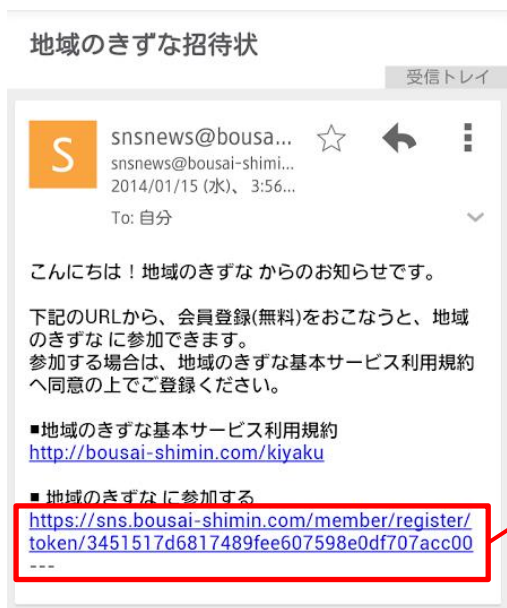 地域のきずな招待状
受信トレイ
S
snsnews@bousa...
snsnews@bousai-shimi...
2014/01/15 (水)、 3:56...
To: 自分
こんにちは！地域のきずな からのお知らせです。
下記のURLから、会員登録(無料)をおこなうと、地域
のきずな に参加できます。
参加する場合は、地域のきずな基本サービス利用規約
へ同意の上でご登録ください。
■地域のきずな基本サービス利用規約
http://bousai-shimin.com/kiyaku
■ 地域のきずな に参加する
https://sns.bousai-shimin.com/member/register/
token/3451517d6817489fee607598e0df707acc00
---